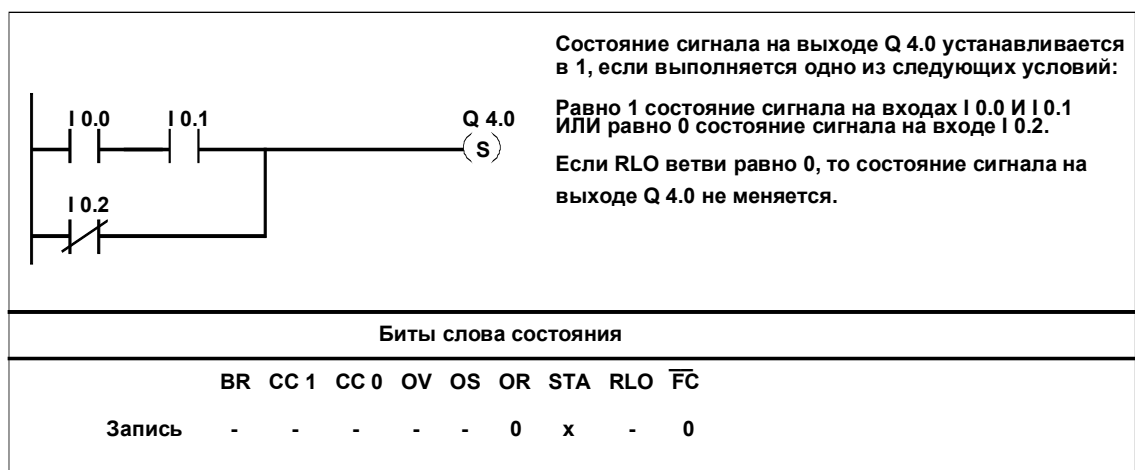 Состояние сигнала на выходе Q 4.0 устанавливается
в 1, если выполняется одно из следующих условий:
I 0.0 I 0.1 Q 4.0
Равно 1 состояние сигнала на входах I 0.0 И I 0.1
ИЛИ равно 0 состояние сигнала на входе I 0.2.
S
Если RLO ветви равно 0, то состояние сигнала на
выходе Q 4.0 не меняется.
I 0.2
Биты слова состояния
BR CC 1 CC 0 OV OS OR STA RLO F̅C̅
Запись - - - - - 0 x - 0